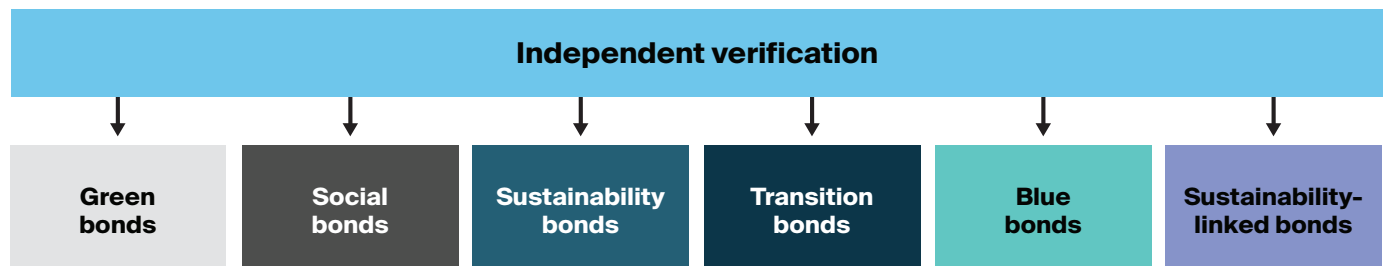 Independent verification
Green
bonds
Social
bonds
Sustainability
bonds
Transition
bonds
Blue
bonds
Sustainability-
linked bonds